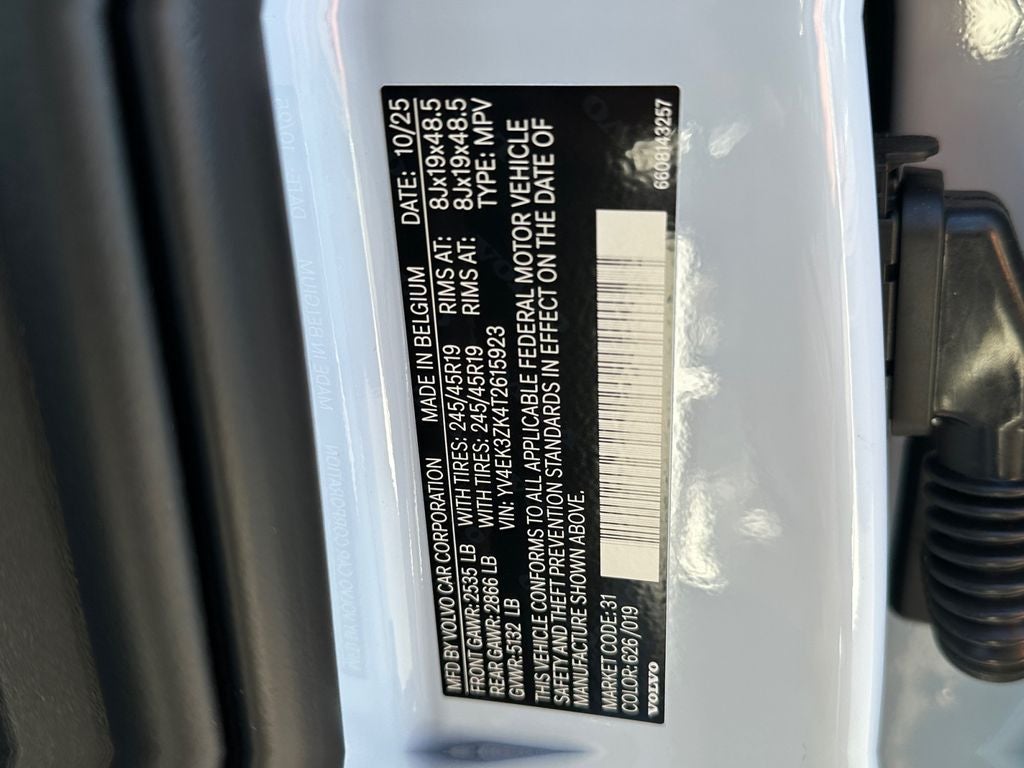 MFD BY VOLVO CAR CORPORATION MADE IN BELGIUM DATE: 10/25
FRONT GAWR:2535 LB WITH TIRES: 245/45R19 RIMS AT: 8Jx19x48.5
REAR GAWR:2866 LB WITH TIRES: 245/45R19 RIMS AT: 8Jx19x48.5
GVWR:5132 LB VIN: YV4EK3ZK4T2615923 TYPE: MPV
THIS VEHICLE CONFORMS TO ALL APPLICABLE FEDERAL MOTOR VEHICLE
SAFETY AND THEFT PREVENTION STANDARDS IN EFFECT ON THE DATE OF
MANUFACTURE SHOWN ABOVE.
MARKET CODE:31
COLOR:626/019
VOLVO 6608143257